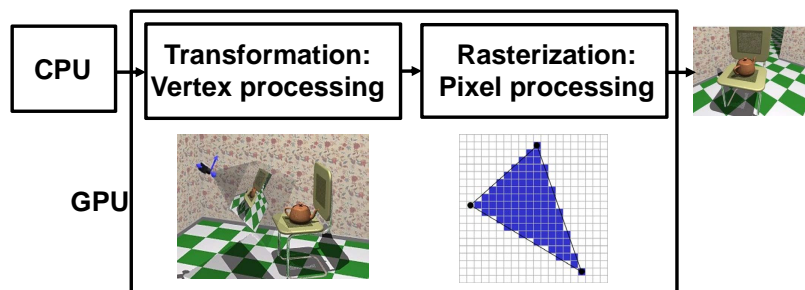 CPU
Transformation:
Vertex processing
Rasterization:
Pixel processing
GPU